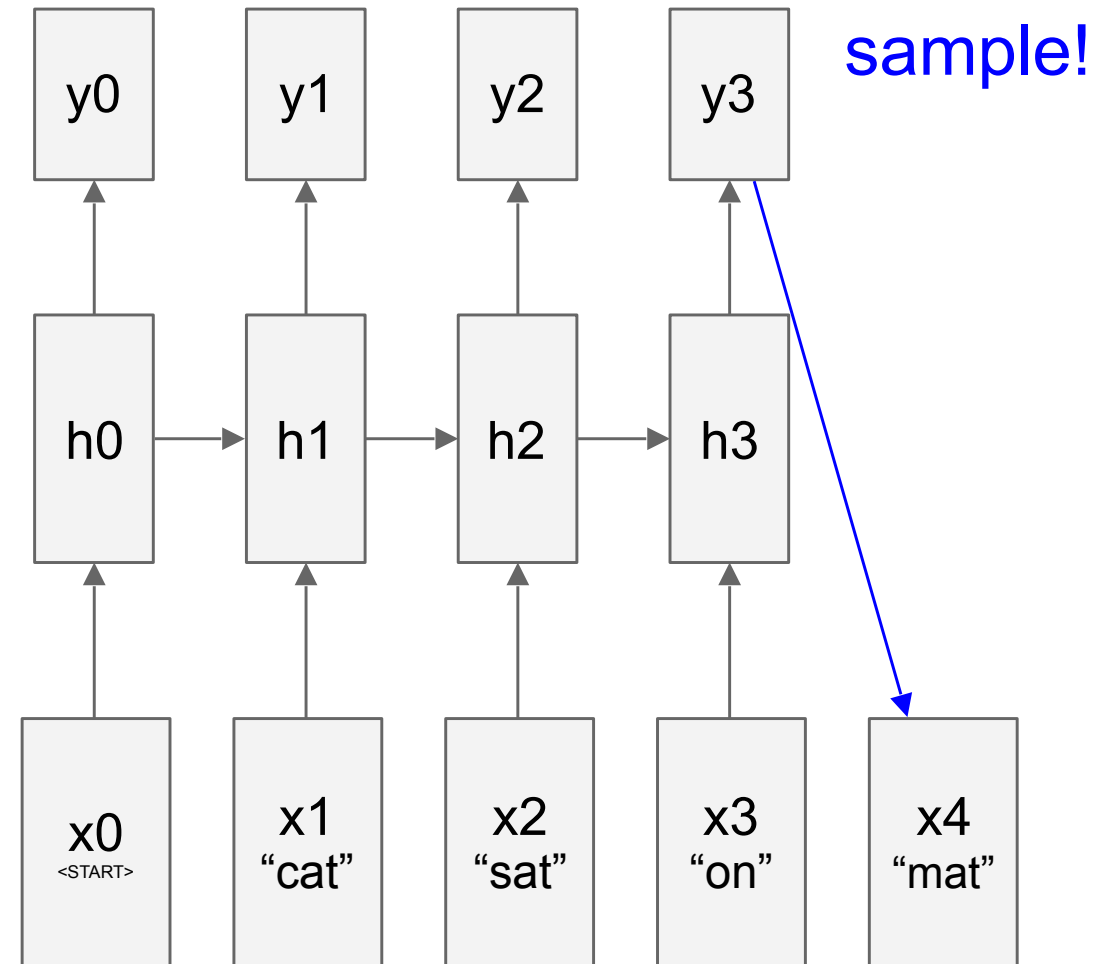 sample!
y0 y1 y2 y3
h0 h1 h2 h3
x0 x1 x2 x3 x4
<START> “cat” “sat” “on” “mat”